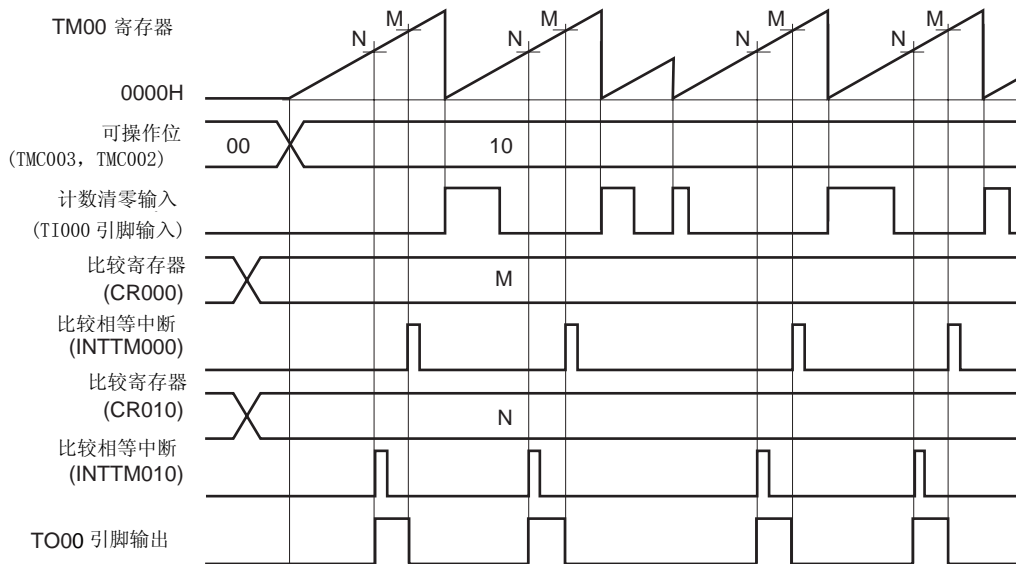 M M M M
TM00 寄存器
N N N N
0000H
可操作位
(TMC003，TMC002)
00 10
计数清零输入
(TI000 引脚输入)
比较寄存器
(CR000)
M
比较相等中断
(INTTM000)
比较寄存器
(CR010)
N
比较相等中断
(INTTM010)
TO00 引脚输出